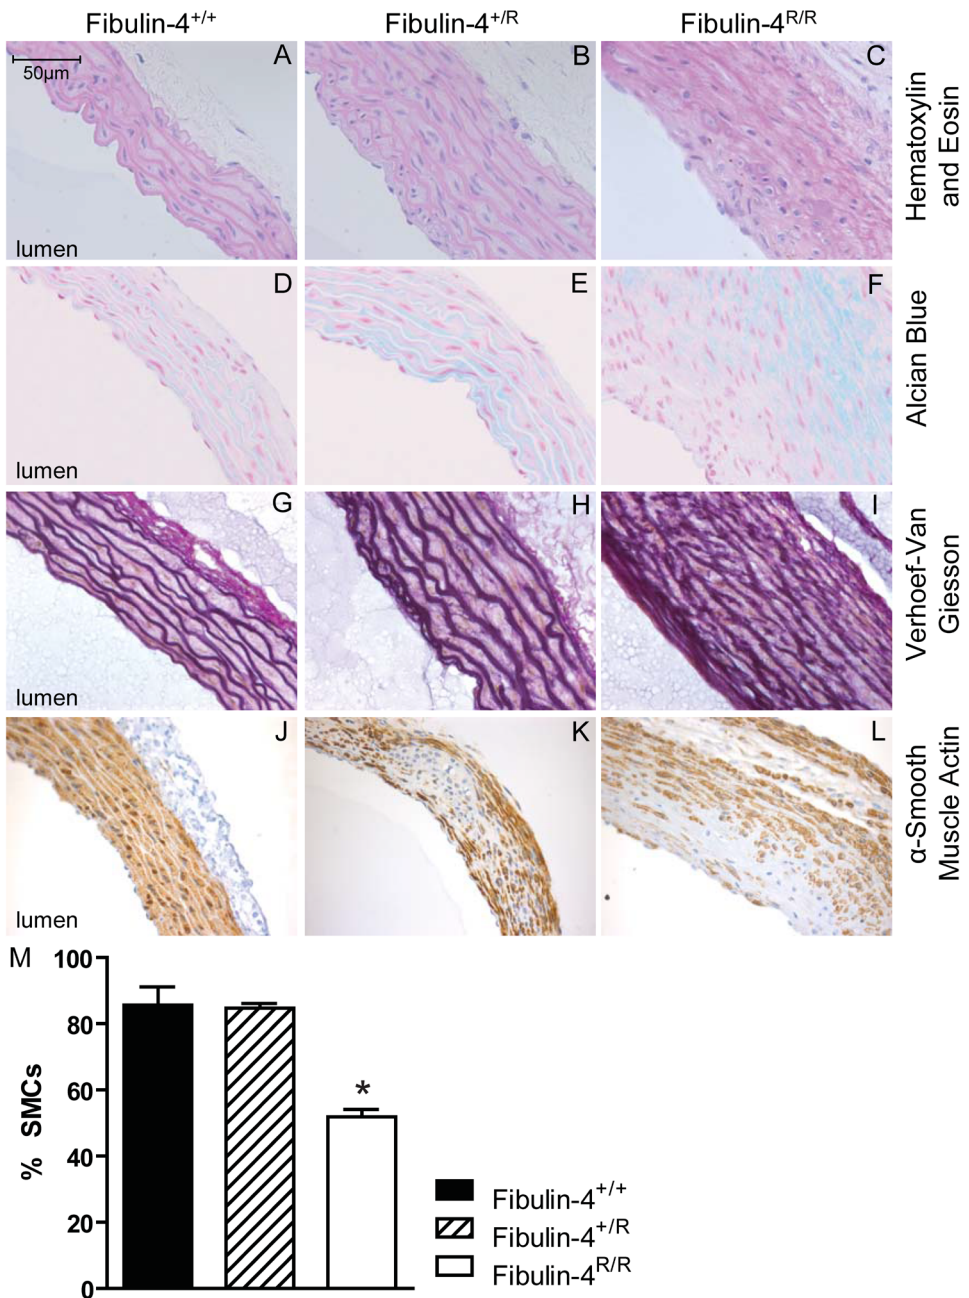 Fibulin-4+/+ Fibulin-4+/R Fibulin-4R/R
A B C
50µm
lumen
Hematoxylin
and Eosin
D E F
lumen
Alcian Blue
G H I
lumen
Verhoef-Van
Giesson
J K L
lumen
α-Smooth
Muscle Actin
M
100
80
60
40
20
0
% SMCs
*
Fibulin-4+/+
Fibulin-4+/R
Fibulin-4R/R